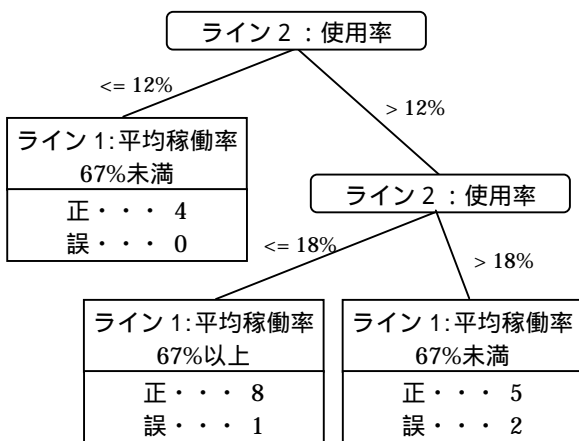 ライン2：使用率
<= 12%
> 12%
ライン1:平均稼働率
67%未満
正・・・ 4
誤・・・ 0
ライン2：使用率
<= 18%
> 18%
ライン1:平均稼働率
67%以上
正・・・ 8
誤・・・ 1
ライン1:平均稼働率
67%未満
正・・・ 5
誤・・・ 2